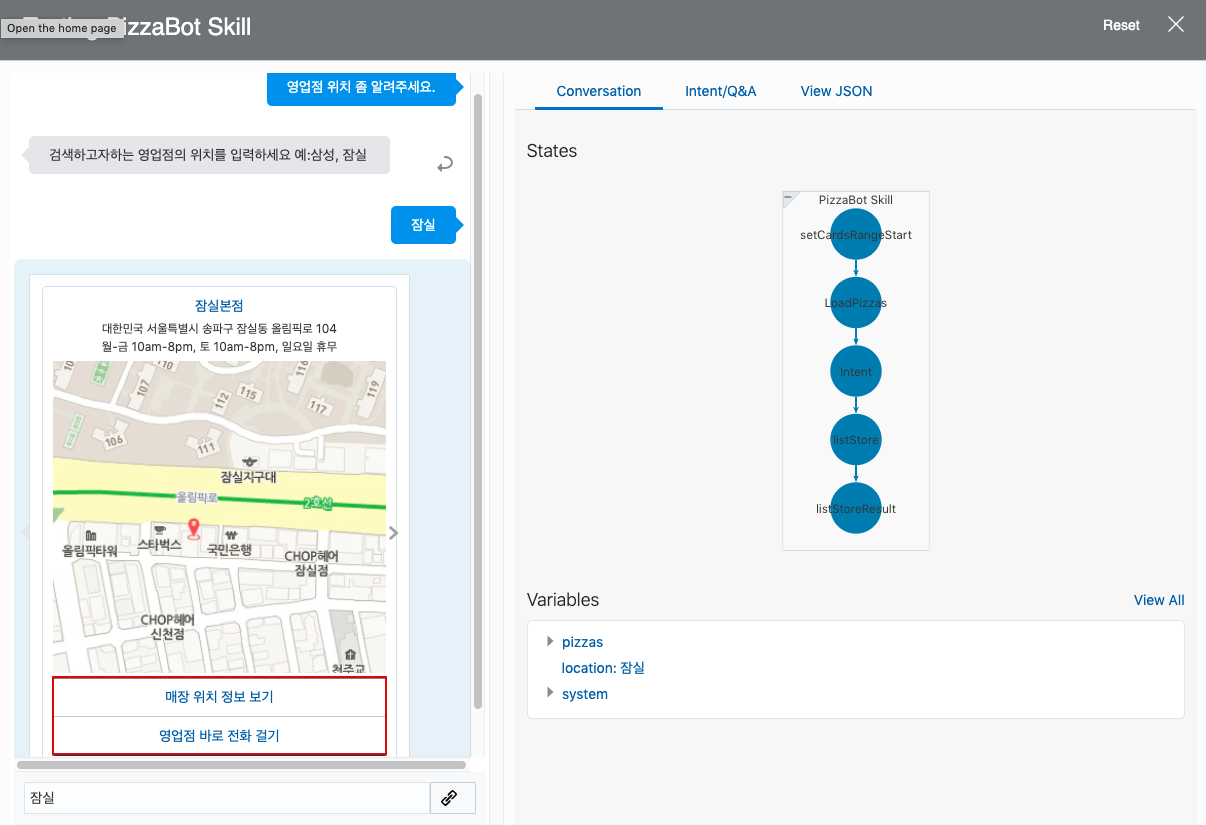 Open the home page
PizzaBot Skill
Reset
영업점 위치 좀 알려주세요.
검색하고자하는 영업점의 위치를 입력하세요 예:삼성, 잠실
잠실
잠실본점
대한민국 서울특별시 송파구 잠실동 올림픽로 104
월-금 10am-8pm, 토 10am-8pm, 일요일 휴무
110
116
107
112
115
119
117
106
111
잠실지구대
올림픽로
2호선
올림픽타워
스타벅스
국민은행
CHOP헤어
잠실점
CHOP헤어
신천점
천주교
매장 위치 정보 보기
영업점 바로 전화 걸기
잠실
Conversation
Intent/Q&A
View JSON
States
PizzaBot Skill
setCardsRangeStart
LoadPizzas
Intent
listStore
listStoreResult
Variables
View All
pizzas
location: 잠실
system